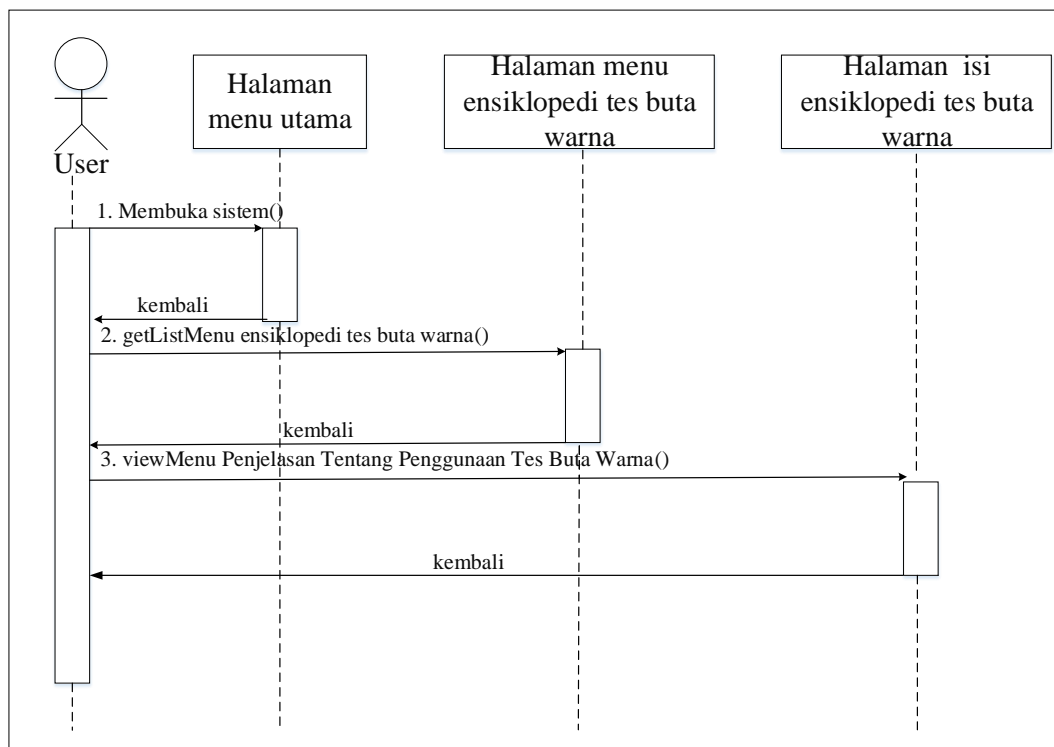 User
Halaman
menu utama
Halaman menu
ensiklopedi tes buta
warna
Halaman isi
ensiklopedi tes buta
warna
1. Membuka sistem()
kembali
2. getListMenu ensiklopedi tes buta warna()
kembali
3. viewMenu Penjelasan Tentang Penggunaan Tes Buta Warna()
kembali